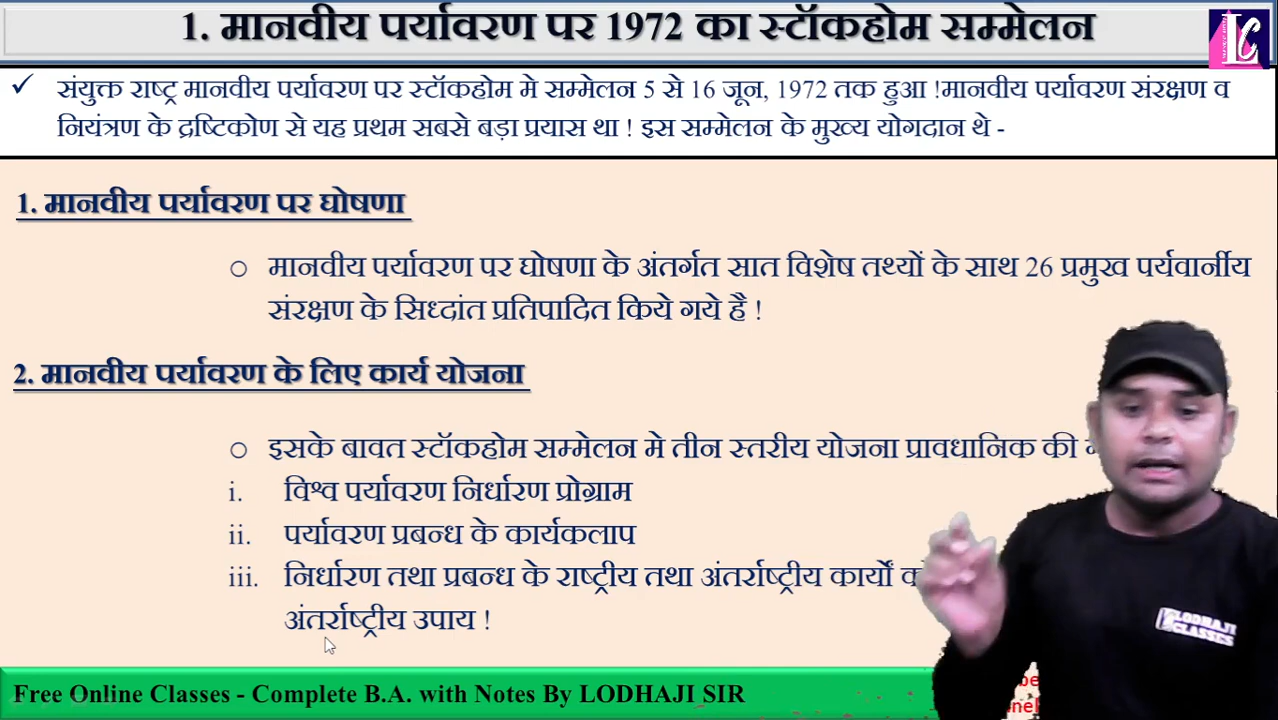 1. मानवीय पर्यावरण पर 1972 का स्टॉकहोम सम्मेलन
LC
✓ संयुक्त राष्ट्र मानवीय पर्यावरण पर स्टॉकहोम मे सम्मेलन 5 से 16 जून, 1972 तक हुआ !मानवीय पर्यावरण संरक्षण व
नियंत्रण के द्रष्टिकोण से यह प्रथम सबसे बड़ा प्रयास था ! इस सम्मेलन के मुख्य योगदान थे -
1. मानवीय पर्यावरण पर घोषणा
○ मानवीय पर्यावरण पर घोषणा के अंतर्गत सात विशेष तथ्यों के साथ 26 प्रमुख पर्यवार्नीय
संरक्षण के सिध्दांत प्रतिपादित किये गये है !
2. मानवीय पर्यावरण के लिए कार्य योजना
○ इसके बावत स्टॉकहोम सम्मेलन मे तीन स्तरीय योजना प्रावधानिक की
i. विश्व पर्यावरण निर्धारण प्रोग्राम
ii. पर्यावरण प्रबन्ध के कार्यकलाप
iii. निर्धारण तथा प्रबन्ध के राष्ट्रीय तथा अंतर्राष्ट्रीय कार्यों
अंतर्राष्ट्रीय उपाय !
LODHAJI
CLASSES
Free Online Classes - Complete B.A. with Notes By LODHAJI SIR